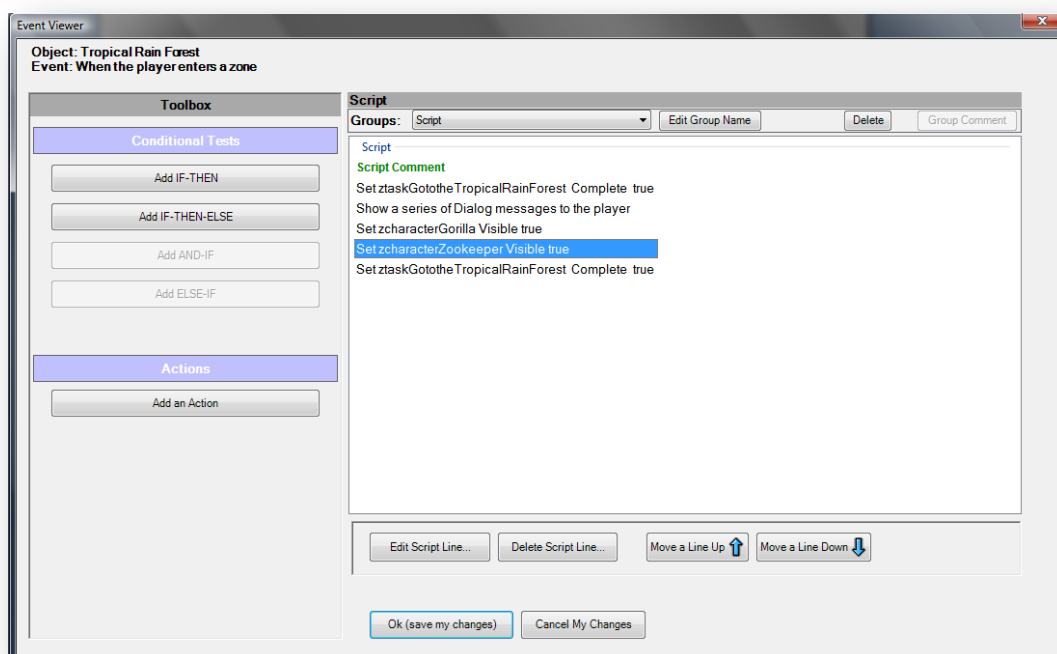 Event Viewer
X
Object: Tropical Rain Forest
Event: When the player enters a zone
Toolbox
Conditional Tests
Add IF-THEN
Add IF-THEN-ELSE
Add AND-IF
Add ELSE-IF
Actions
Add an Action
Script
Groups: Script Edit Group Name Delete Group Comment
Script
Script Comment
Set ztaskGototheTropicalRainForest Complete true
Show a series of Dialog messages to the player
Set zcharacterGorilla Visible true
Set zcharacterZookeeper Visible true
Set ztaskGototheTropicalRainForest Complete true
Edit Script Line... Delete Script Line... Move a Line Up Move a Line Down
Ok (save my changes) Cancel My Changes